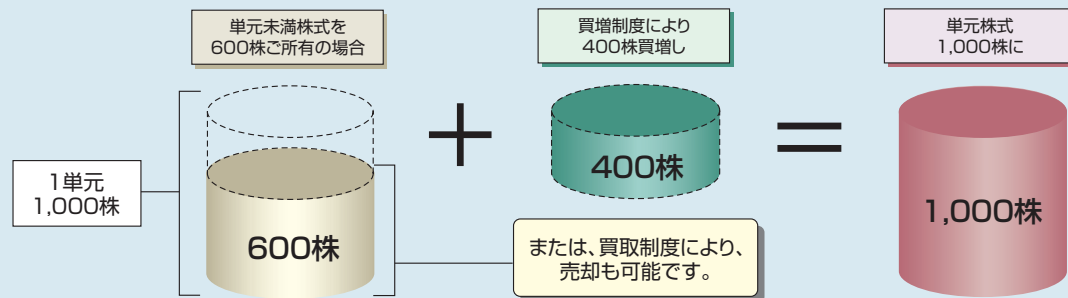 単元未満株式を
600株ご所有の場合
買増制度により
400株買増し
単元株式
1,000株に
1単元
1,000株
600株
＋
400株
＝
1,000株
または、買取制度により、
売却も可能です。